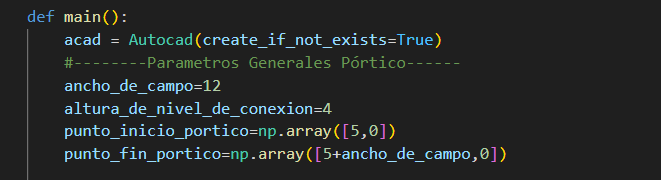 def main():
acad = Autocad(create_if_not_exists=True)
#--------Parametros Generales Pórtico------
ancho_de_campo=12
altura_de_nivel_de_conexion=4
punto_inicio_portico=np.array([5,0])
punto_fin_portico=np.array([5+ancho_de_campo,0])